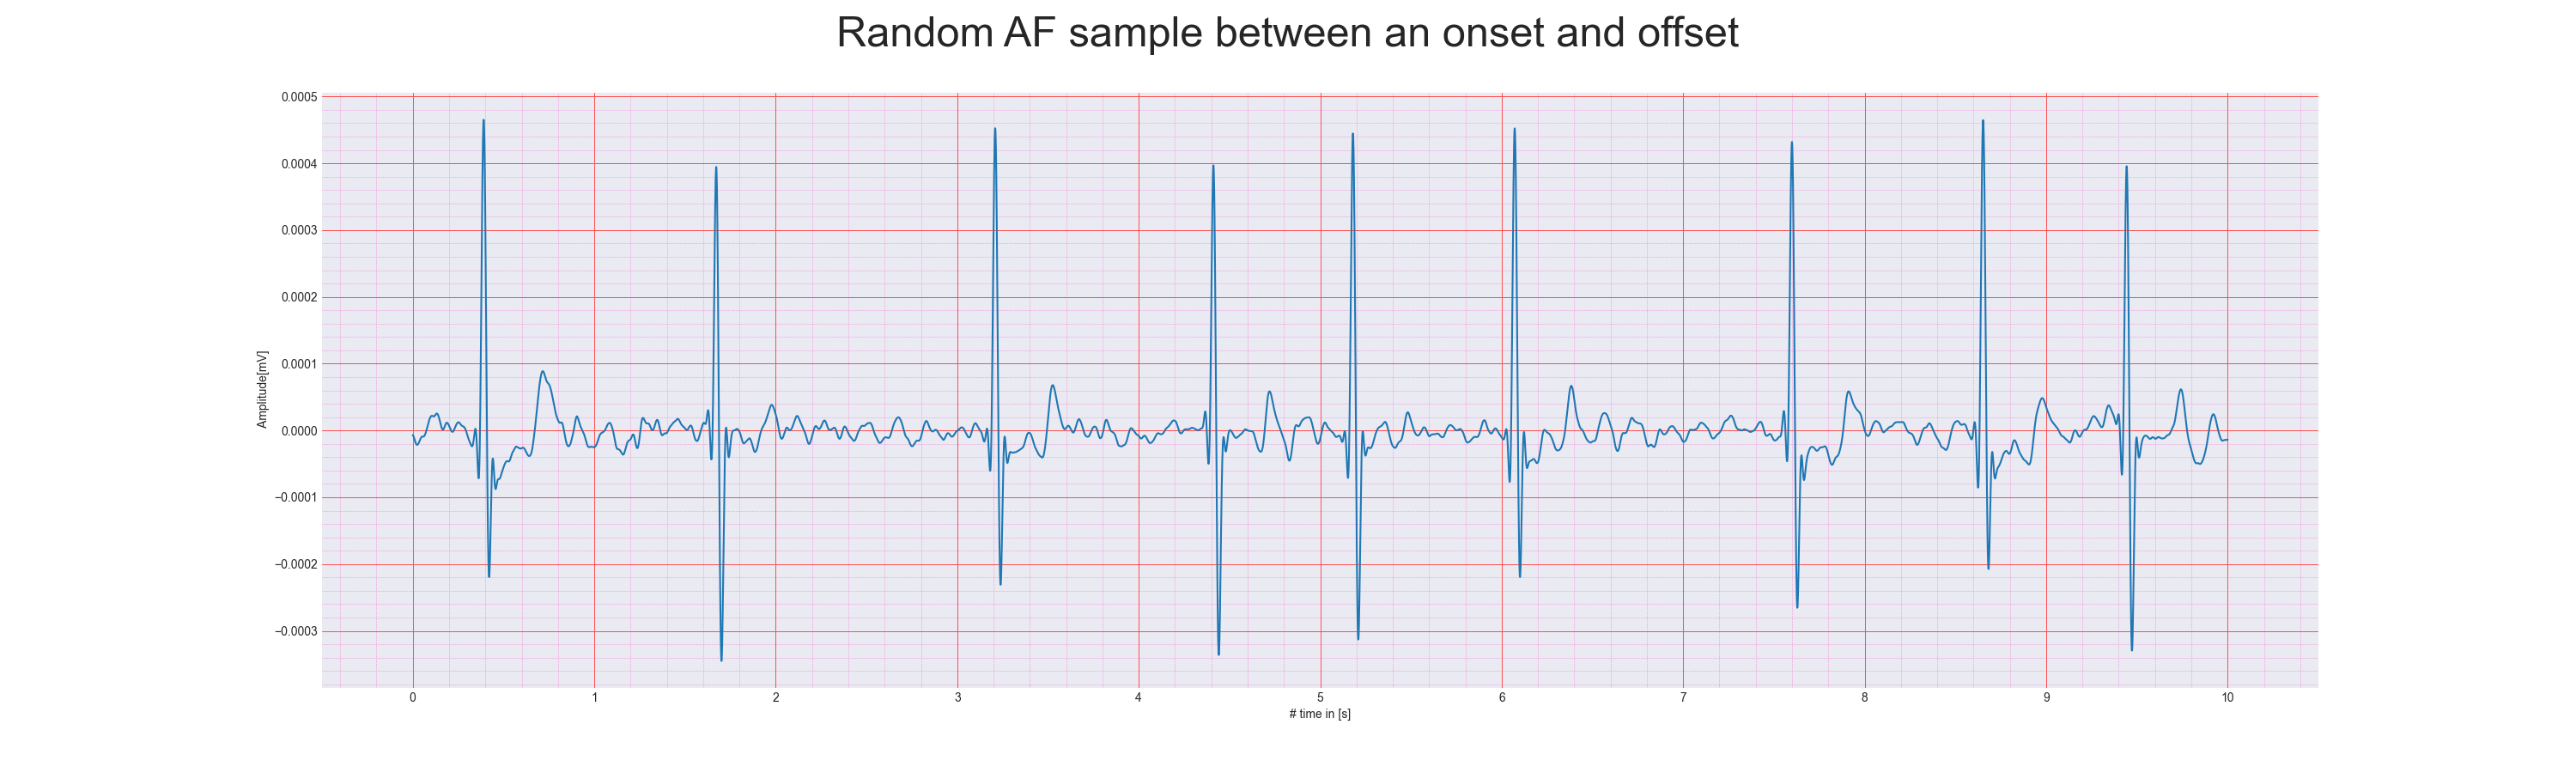 Random AF sample between an onset and offset
0.0005
0.0004
0.0003
0.0002
0.0001
0.0000
−0.0001
−0.0002
−0.0003
Amplitude[mV]
0 1 2 3 4 5 6 7 8 9 10
# time in [s]